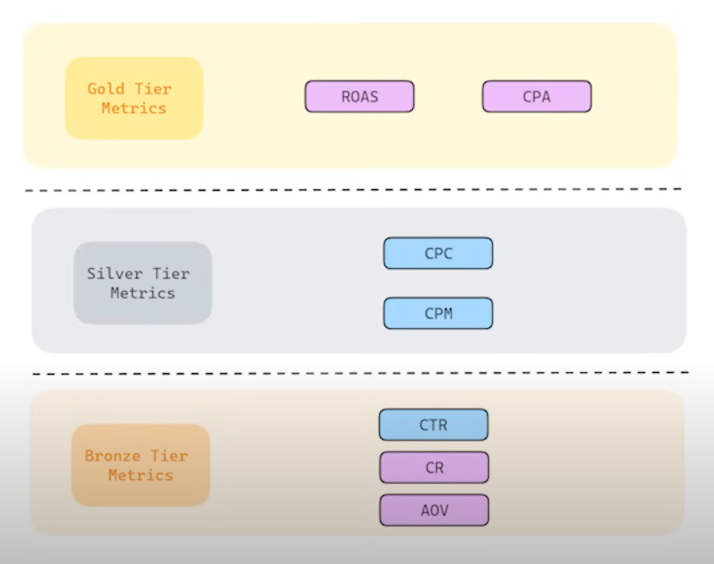 Gold Tier
Metrics
ROAS
CPA
Silver Tier
Metrics
CPC
CPM
Bronze Tier
Metrics
CTR
CR
AOV